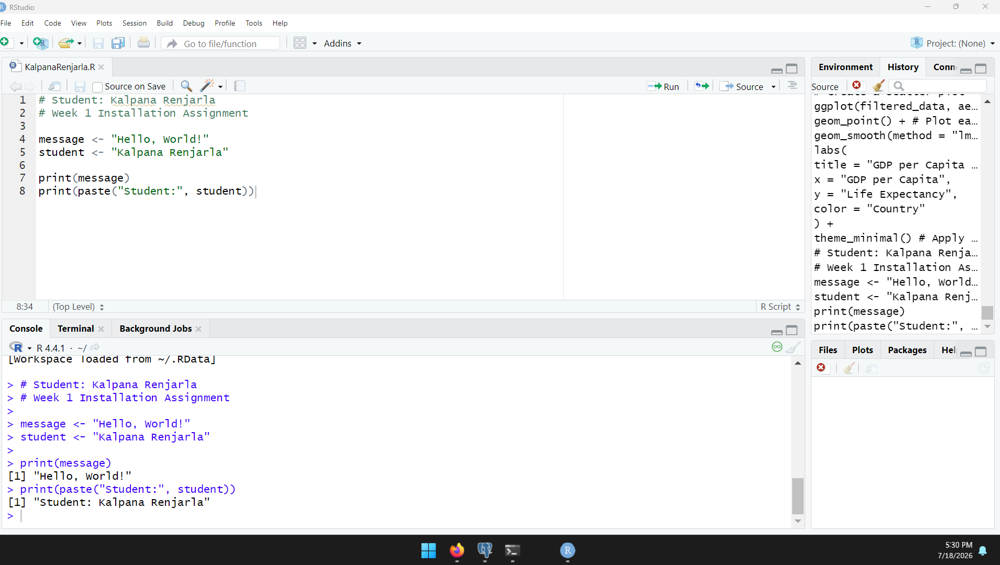 RStudio
File Edit Code View Plots Session Build Debug Profile Tools Help
Go to file/function Addins Project: (None)
KalpanaRenjarla.R
Source on Save Run Source
1 # Student: Kalpana Renjarla
2 # Week 1 Installation Assignment
3
4 message <- "Hello, World!"
5 student <- "Kalpana Renjarla"
6
7 print(message)
8 print(paste("Student:", student))
8:34 (Top Level) R Script
Console Terminal Background Jobs
R 4.4.1 · ~/
[Workspace loaded from ~/.RData]
> # Student: Kalpana Renjarla
> # Week 1 Installation Assignment
>
> message <- "Hello, World!"
> student <- "Kalpana Renjarla"
>
> print(message)
[1] "Hello, World!"
> print(paste("Student:", student))
[1] "Student: Kalpana Renjarla"
>
Environment History Conn
Source
# Create a scatter plot
ggplot(filtered_data, ae…
geom_point() + # Plot ea…
geom_smooth(method = "lm…
labs(
title = "GDP per Capita …
x = "GDP per Capita",
y = "Life Expectancy",
color = "Country"
) +
theme_minimal() # Apply …
# Student: Kalpana Renja…
# Week 1 Installation As…
message <- "Hello, World…
student <- "Kalpana Renj…
print(message)
print(paste("Student:", …
Files Plots Packages Hel
5:30 PM
7/18/2026